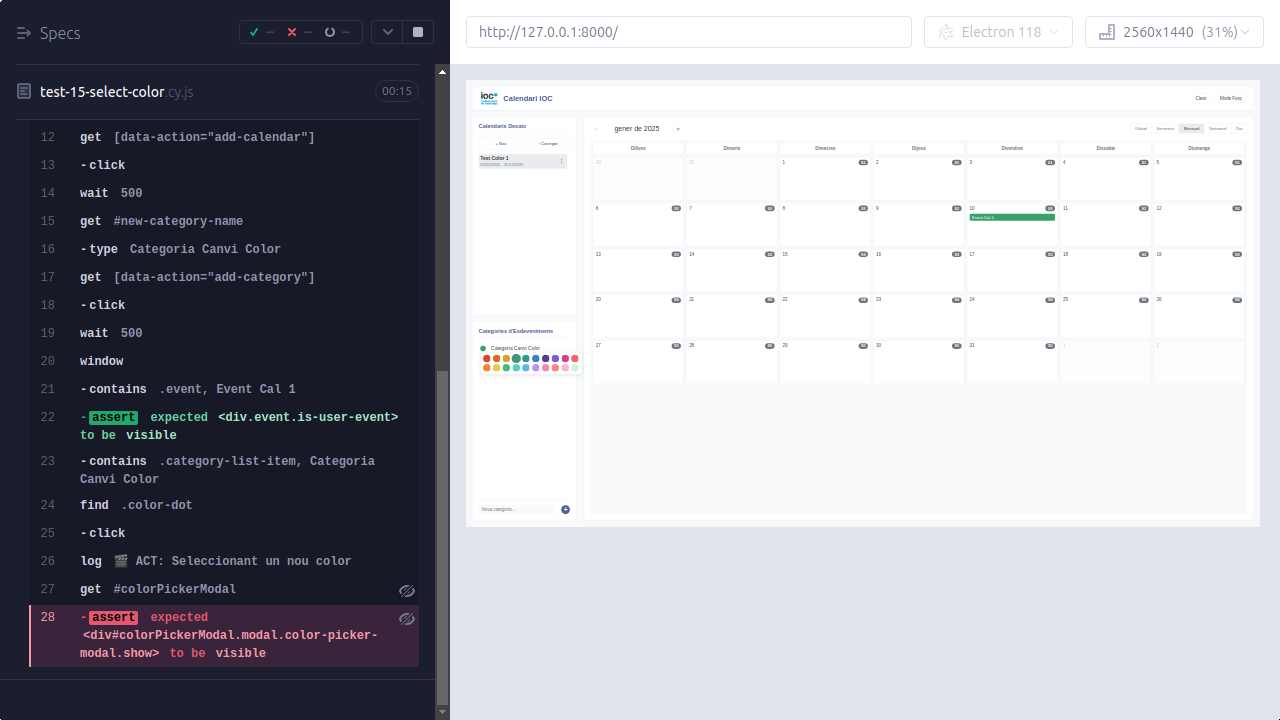 Specs
-- -- --
test-15-select-color.cy.js
00:15
12 get [data-action="add-calendar"]
13 -click
14 wait 500
15 get #new-category-name
16 -type Categoria Canvi Color
17 get [data-action="add-category"]
18 -click
19 wait 500
20 window
21 -contains .event, Event Cal 1
22 -assert expected <div.event.is-user-event>
to be visible
23 -contains .category-list-item, Categoria
Canvi Color
24 find .color-dot
25 -click
26 log 🎬 ACT: Seleccionant un nou color
27 get #colorPickerModal
28 -assert expected
<div#colorPickerModal.modal.color-picker-
modal.show> to be visible
http://127.0.0.1:8000/
Electron 118
2560x1440 (31%)
ioc Calendari IOC
Clear Mode Fosc
Calendaris Desats
+ Nou
Carregar
Test Color 1
< gener de 2025 >
Global Semestre Mensual Setmanal Dia
Dilluns Dimarts Dimecres Dijous Divendres Dissabte Diumenge
30 31 1 2 3 4 5
6 7 8 9 10 11 12
Event Cal 1
13 14 15 16 17 18 19
20 21 22 23 24 25 26
27 28 29 30 31 1 2
Categories d'Esdeveniments
Categoria Canvi Color
Nova categoria...
+